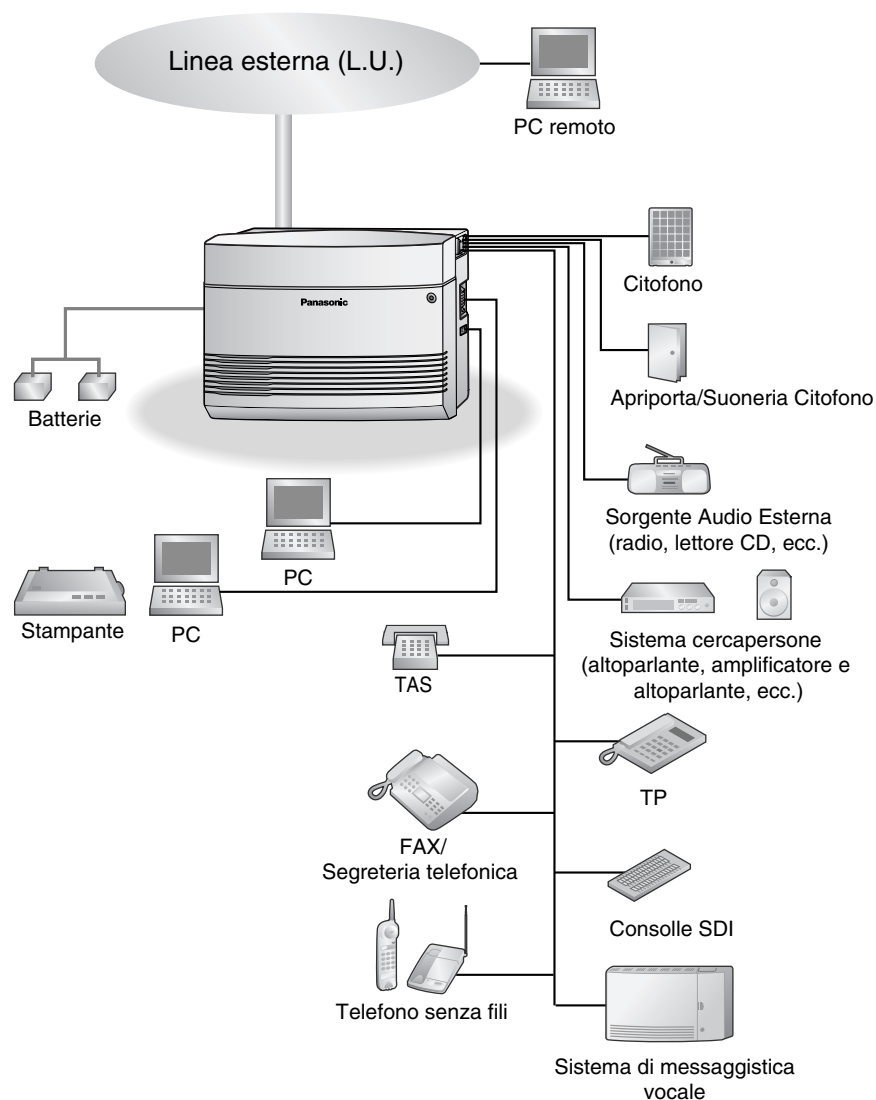 Linea esterna (L.U.)
PC remoto
Panasonic
Citofono
Apriporta/Suoneria Citofono
Batterie
Sorgente Audio Esterna
(radio, lettore CD, ecc.)
PC
Stampante
PC
Sistema cercapersone
(altoparlante, amplificatore e
altoparlante, ecc.)
TAS
TP
FAX/
Segreteria telefonica
Consolle SDI
Telefono senza fili
Sistema di messaggistica
vocale